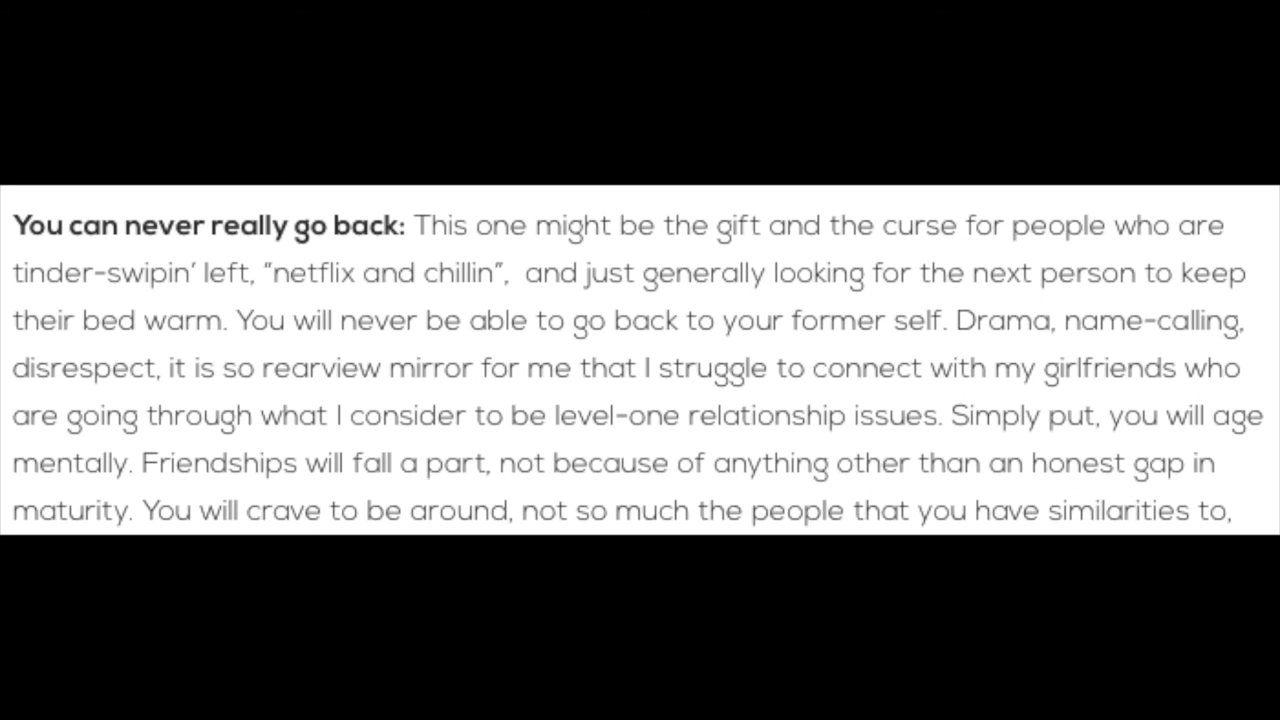 You can never really go back: This one might be the gift and the curse for people who are
tinder-swipin’ left, “netflix and chillin”,  and just generally looking for the next person to keep
their bed warm. You will never be able to go back to your former self. Drama, name-calling,
disrespect, it is so rearview mirror for me that I struggle to connect with my girlfriends who
are going through what I consider to be level-one relationship issues. Simply put, you will age
mentally. Friendships will fall a part, not because of anything other than an honest gap in
maturity. You will crave to be around, not so much the people that you have similarities to,